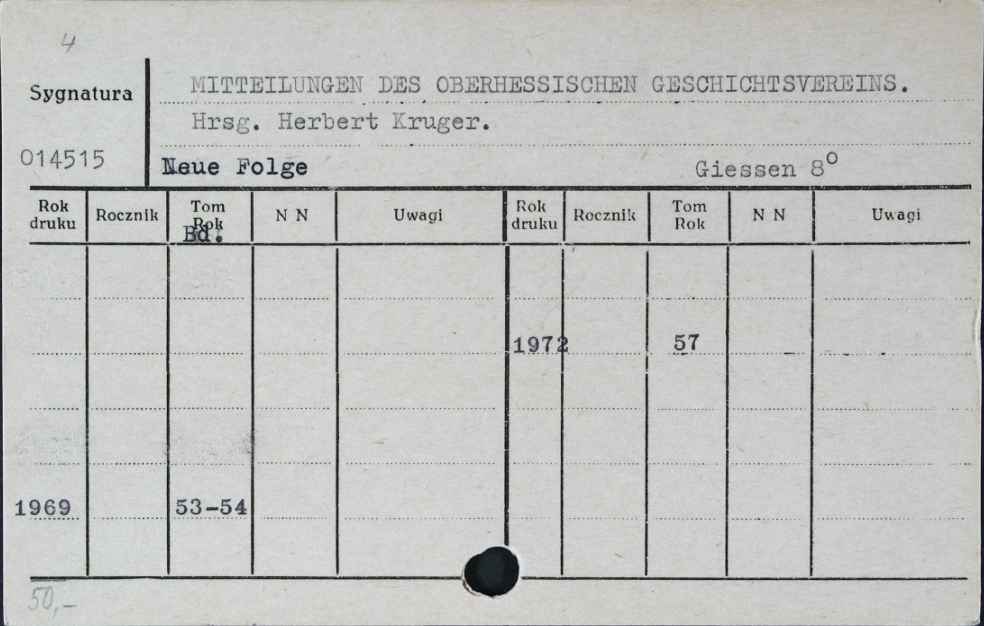 4
Sygnatura
MITTEILUNGEN DES OBERHESSISCHEN GESCHICHTSVEREINS.
Hrsg. Herbert Kruger.
014515
Neue Folge
Giessen 8⁰
Rok druku Rocznik Tom Rok Bd. N N Uwagi Rok druku Rocznik Tom Rok N N Uwagi
1972 57
1969 53-54
50,-